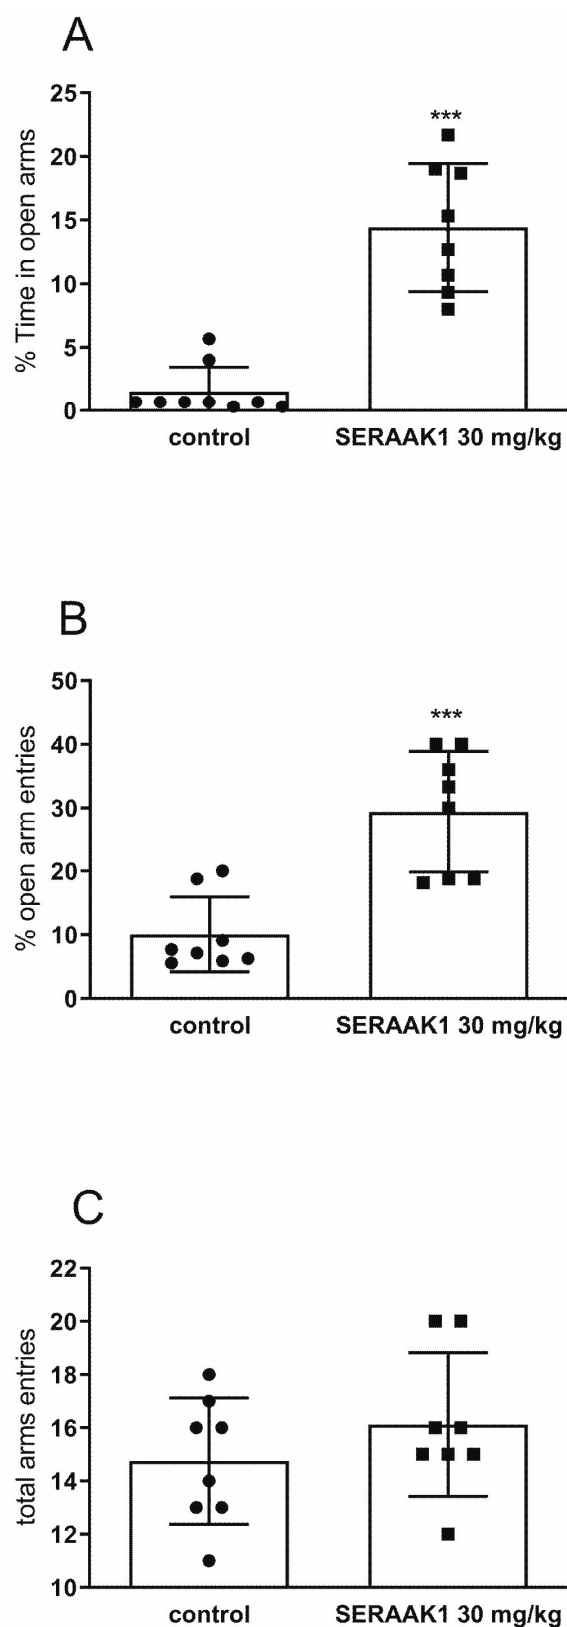 A
% Time in open arms
25
***
20
15
10
5
0
control SERAAK1 30 mg/kg
B
% open arm entries
50
***
40
30
20
10
0
control SERAAK1 30 mg/kg
C
total arms entries
22
20
18
16
14
12
10
control SERAAK1 30 mg/kg